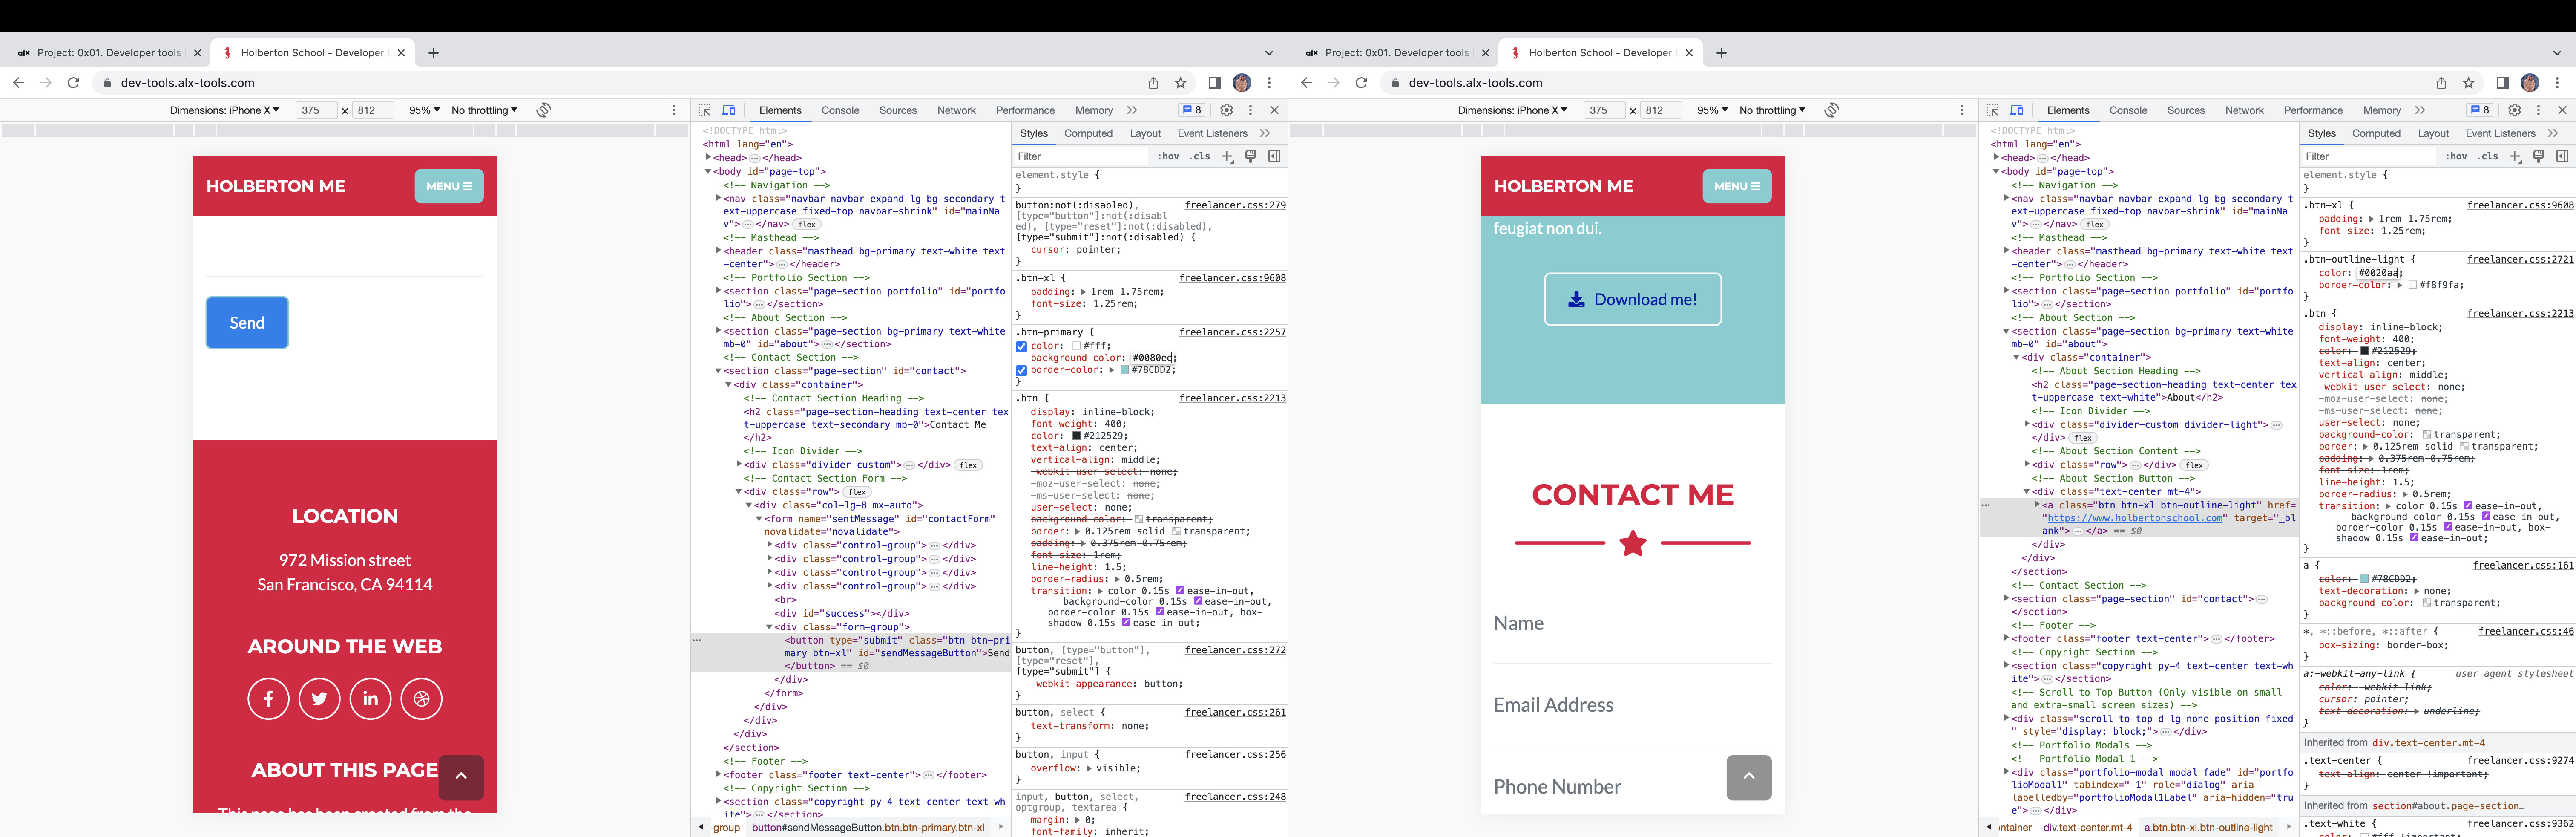 Project: 0x01. Developer tools
Holberton School - Developer
dev-tools.alx-tools.com
Dimensions: iPhone X 375 × 812 95% No throttling
HOLBERTON ME
MENU
Send
LOCATION
972 Mission street
San Francisco, CA 94114
AROUND THE WEB
ABOUT THIS PAGE
This page has been created from the
Elements Console Sources Network Performance Memory 8
<!DOCTYPE html>
<html lang="en">
<head>…</head>
<body id="page-top">
<!-- Navigation -->
<nav class="navbar navbar-expand-lg bg-secondary t
ext-uppercase fixed-top navbar-shrink" id="mainNa
v">…</nav> flex
<!-- Masthead -->
<header class="masthead bg-primary text-white text
-center">…</header>
<!-- Portfolio Section -->
<section class="page-section portfolio" id="portfo
lio">…</section>
<!-- About Section -->
<section class="page-section bg-primary text-white
mb-0" id="about">…</section>
<!-- Contact Section -->
<section class="page-section" id="contact">
<div class="container">
<!-- Contact Section Heading -->
<h2 class="page-section-heading text-center tex
t-uppercase text-secondary mb-0">Contact Me
</h2>
<!-- Icon Divider -->
<div class="divider-custom">…</div> flex
<!-- Contact Section Form -->
<div class="row"> flex
<div class="col-lg-8 mx-auto">
<form name="sentMessage" id="contactForm"
novalidate="novalidate">
<div class="control-group">…</div>
<div class="control-group">…</div>
<div class="control-group">…</div>
<div class="control-group">…</div>
<br>
<div id="success"></div>
<div class="form-group">
<button type="submit" class="btn btn-pri
mary btn-xl" id="sendMessageButton">Send
</button> == $0
</div>
</form>
</div>
</div>
</div>
</section>
<!-- Footer -->
<footer class="footer text-center">…</footer>
<!-- Copyright Section -->
<section class="copyright py-4 text-center text-wh
ite">…</section>
-group button#sendMessageButton.btn.btn-primary.btn-xl
Styles Computed Layout Event Listeners
Filter :hov .cls
element.style {
}
button:not(:disabled), freelancer.css:279
[type="button"]:not(:disabl
ed), [type="reset"]:not(:disabled),
[type="submit"]:not(:disabled) {
cursor: pointer;
}
.btn-xl { freelancer.css:9608
padding: 1rem 1.75rem;
font-size: 1.25rem;
}
.btn-primary { freelancer.css:2257
color: #fff;
background-color: #0080ee;
border-color: #78CDD2;
}
.btn { freelancer.css:2213
display: inline-block;
font-weight: 400;
color: #212529;
text-align: center;
vertical-align: middle;
-webkit-user-select: none;
-moz-user-select: none;
-ms-user-select: none;
user-select: none;
background-color: transparent;
border: 0.125rem solid transparent;
padding: 0.375rem 0.75rem;
font-size: 1rem;
line-height: 1.5;
border-radius: 0.5rem;
transition: color 0.15s ease-in-out,
background-color 0.15s ease-in-out,
border-color 0.15s ease-in-out, box-
shadow 0.15s ease-in-out;
}
button, [type="button"], freelancer.css:272
[type="reset"],
[type="submit"] {
-webkit-appearance: button;
}
button, select { freelancer.css:261
text-transform: none;
}
button, input { freelancer.css:256
overflow: visible;
}
input, button, select, freelancer.css:248
optgroup, textarea {
margin: 0;
font-family: inherit;
Project: 0x01. Developer tools
Holberton School - Developer
dev-tools.alx-tools.com
Dimensions: iPhone X 375 × 812 95% No throttling
HOLBERTON ME
MENU
feugiat non dui.
Download me!
CONTACT ME
Name
Email Address
Phone Number
Elements Console Sources Network Performance Memory 8
<!DOCTYPE html>
<html lang="en">
<head>…</head>
<body id="page-top">
<!-- Navigation -->
<nav class="navbar navbar-expand-lg bg-secondary t
ext-uppercase fixed-top navbar-shrink" id="mainNa
v">…</nav> flex
<!-- Masthead -->
<header class="masthead bg-primary text-white text
-center">…</header>
<!-- Portfolio Section -->
<section class="page-section portfolio" id="portfo
lio">…</section>
<!-- About Section -->
<section class="page-section bg-primary text-white
mb-0" id="about">
<div class="container">
<!-- About Section Heading -->
<h2 class="page-section-heading text-center tex
t-uppercase text-white">About</h2>
<!-- Icon Divider -->
<div class="divider-custom divider-light">…
</div> flex
<!-- About Section Content -->
<div class="row">…</div> flex
<!-- About Section Button -->
<div class="text-center mt-4">
<a class="btn btn-xl btn-outline-light" href=
"https://www.holbertonschool.com" target="_bl
ank">…</a> == $0
</div>
</div>
</section>
<!-- Contact Section -->
<section class="page-section" id="contact">…
</section>
<!-- Footer -->
<footer class="footer text-center">…</footer>
<!-- Copyright Section -->
<section class="copyright py-4 text-center text-wh
ite">…</section>
<!-- Scroll to Top Button (Only visible on small
and extra-small screen sizes) -->
<div class="scroll-to-top d-lg-none position-fixed
" style="display: block;">…</div>
<!-- Portfolio Modals -->
<!-- Portfolio Modal 1 -->
<div class="portfolio-modal modal fade" id="portfo
lioModal1" tabindex="-1" role="dialog" aria-
labelledby="portfolioModal1Label" aria-hidden="tru
e">…</div>
ontainer div.text-center.mt-4 a.btn.btn-xl.btn-outline-light
Styles Computed Layout Event Listeners
Filter :hov .cls
element.style {
}
.btn-xl { freelancer.css:9608
padding: 1rem 1.75rem;
font-size: 1.25rem;
}
.btn-outline-light { freelancer.css:2721
color: #0020aa;
border-color: #f8f9fa;
}
.btn { freelancer.css:2213
display: inline-block;
font-weight: 400;
color: #212529;
text-align: center;
vertical-align: middle;
-webkit-user-select: none;
-moz-user-select: none;
-ms-user-select: none;
user-select: none;
background-color: transparent;
border: 0.125rem solid transparent;
padding: 0.375rem 0.75rem;
font-size: 1rem;
line-height: 1.5;
border-radius: 0.5rem;
transition: color 0.15s ease-in-out,
background-color 0.15s ease-in-out,
border-color 0.15s ease-in-out, box-
shadow 0.15s ease-in-out;
}
a { freelancer.css:161
color: #78CDD2;
text-decoration: none;
background-color: transparent;
}
*, *::before, *::after { freelancer.css:46
box-sizing: border-box;
}
a:-webkit-any-link { user agent stylesheet
color: -webkit-link;
cursor: pointer;
text-decoration: underline;
}
Inherited from div.text-center.mt-4
.text-center { freelancer.css:9274
text-align: center !important;
}
Inherited from section#about.page-section…
.text-white { freelancer.css:9362
color: #fff !important;